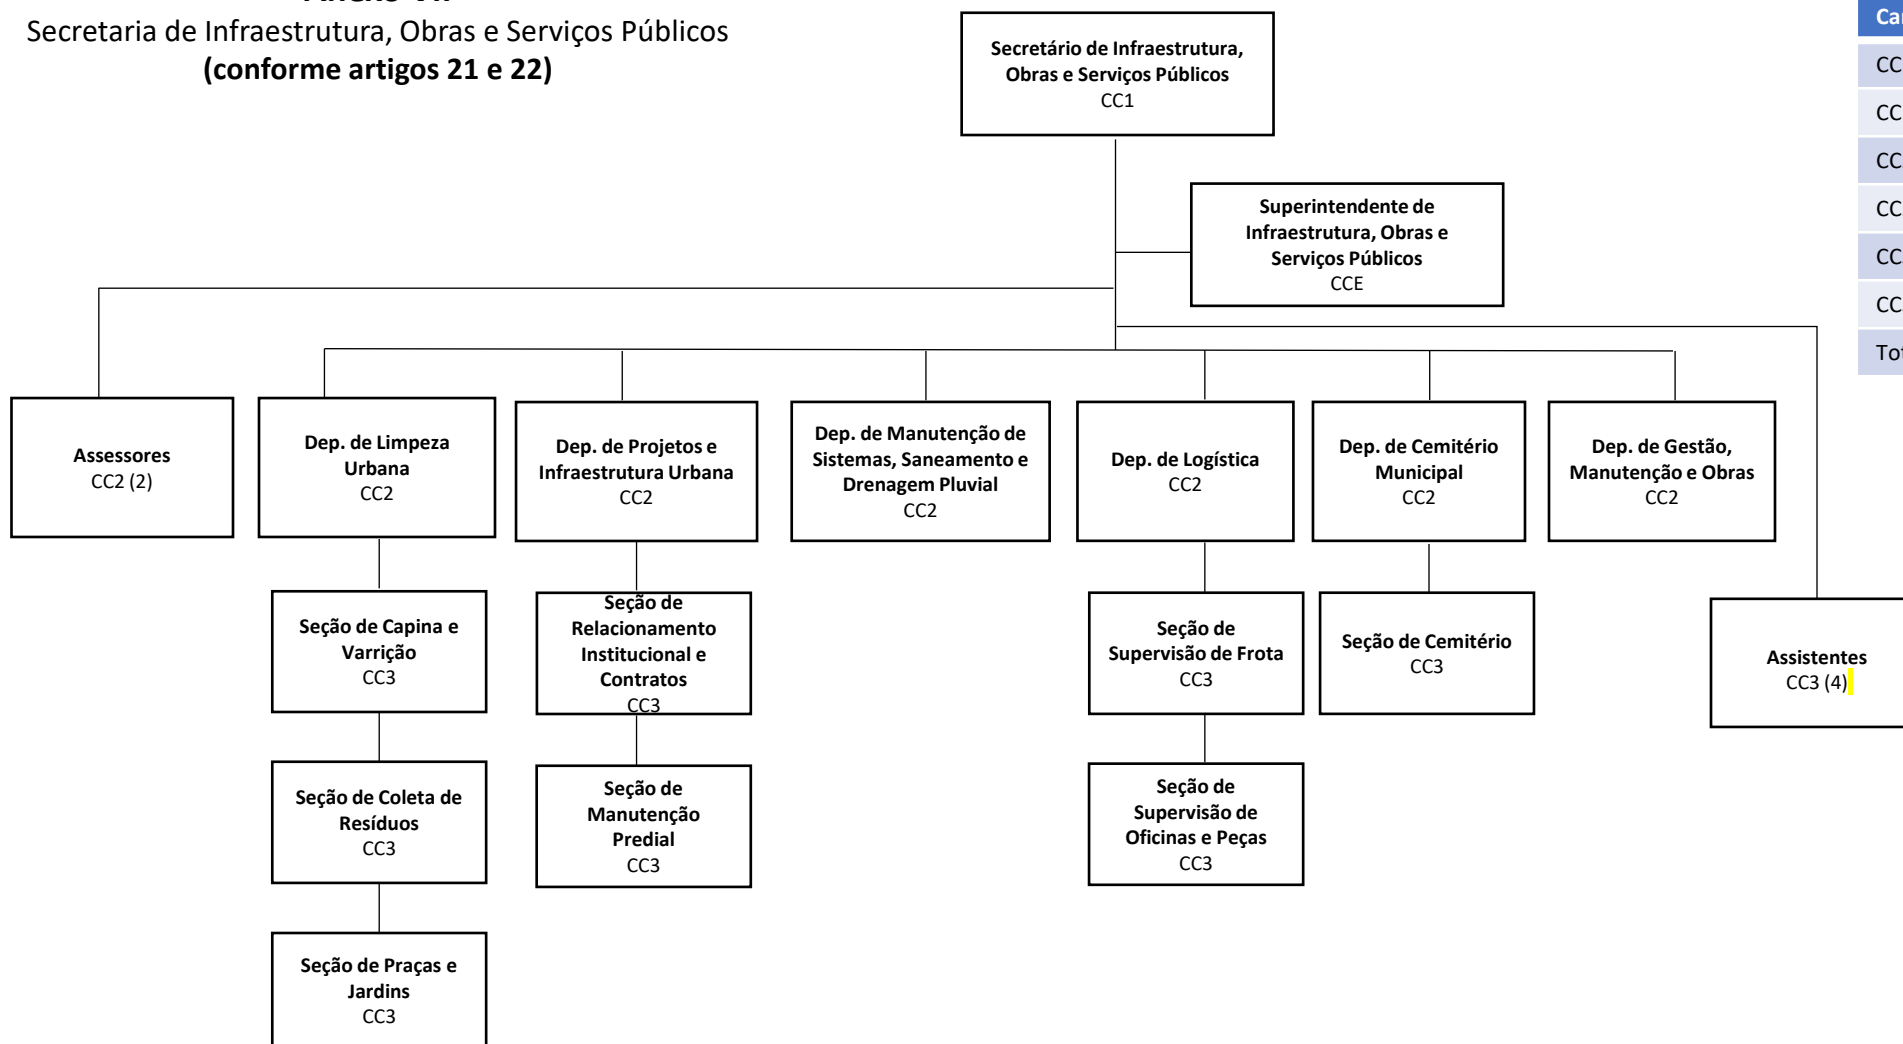 Secretaria de Infraestrutura, Obras e Serviços Públicos
(conforme artigos 21 e 22)
Secretário de Infraestrutura,
Obras e Serviços Públicos
CC1
Superintendente de
Infraestrutura, Obras e
Serviços Públicos
CCE
CC
CC
CC
CC
CC
CC
Assessores
CC2 (2)
Dep. de Limpeza
Urbana
CC2
Dep. de Projetos e
Infraestrutura Urbana
CC2
Dep. de Manutenção de
Sistemas, Saneamento e
Drenagem Pluvial
CC2
Dep. de Logística
CC2
Dep. de Cemitério
Municipal
CC2
Dep. de Gestão,
Manutenção e Obras
CC2
Seção de Capina e
Varrição
CC3
Seção de
Relacionamento
Institucional e
Contratos
CC3
Seção de
Supervisão de Frota
CC3
Seção de Cemitério
CC3
Assistentes
CC3 (4)
Seção de Coleta de
Resíduos
CC3
Seção de
Manutenção
Predial
CC3
Seção de
Supervisão de
Oficinas e Peças
CC3
Seção de Praças e
Jardins
CC3